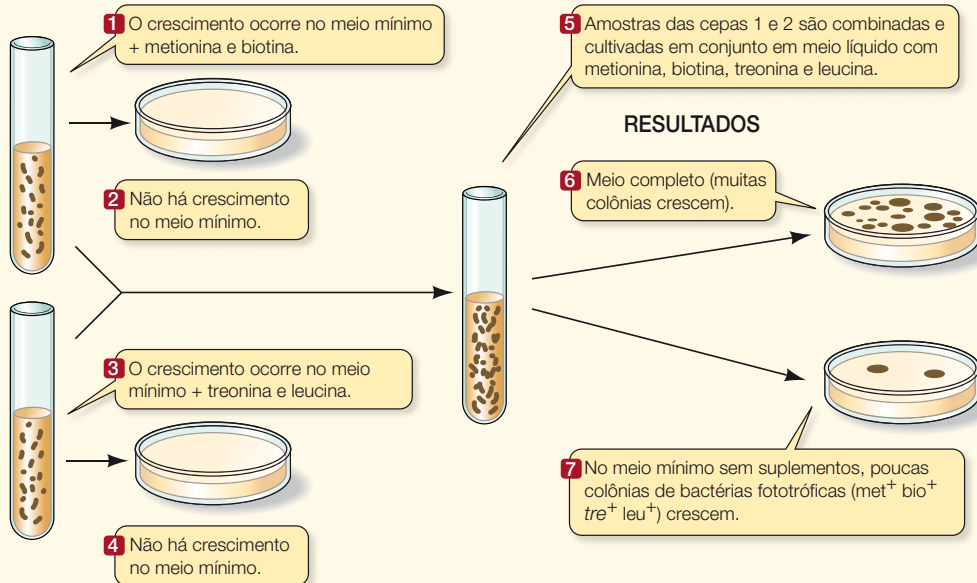 1 O crescimento ocorre no meio mínimo
+ metionina e biotina.
2 Não há crescimento
no meio mínimo.
3 O crescimento ocorre no meio
mínimo + treonina e leucina.
4 Não há crescimento
no meio mínimo.
5 Amostras das cepas 1 e 2 são combinadas e
cultivadas em conjunto em meio líquido com
metionina, biotina, treonina e leucina.
RESULTADOS
6 Meio completo (muitas
colônias crescem).
7 No meio mínimo sem suplementos, poucas
colônias de bactérias fototróficas (met+ bio+
tre+ leu+) crescem.